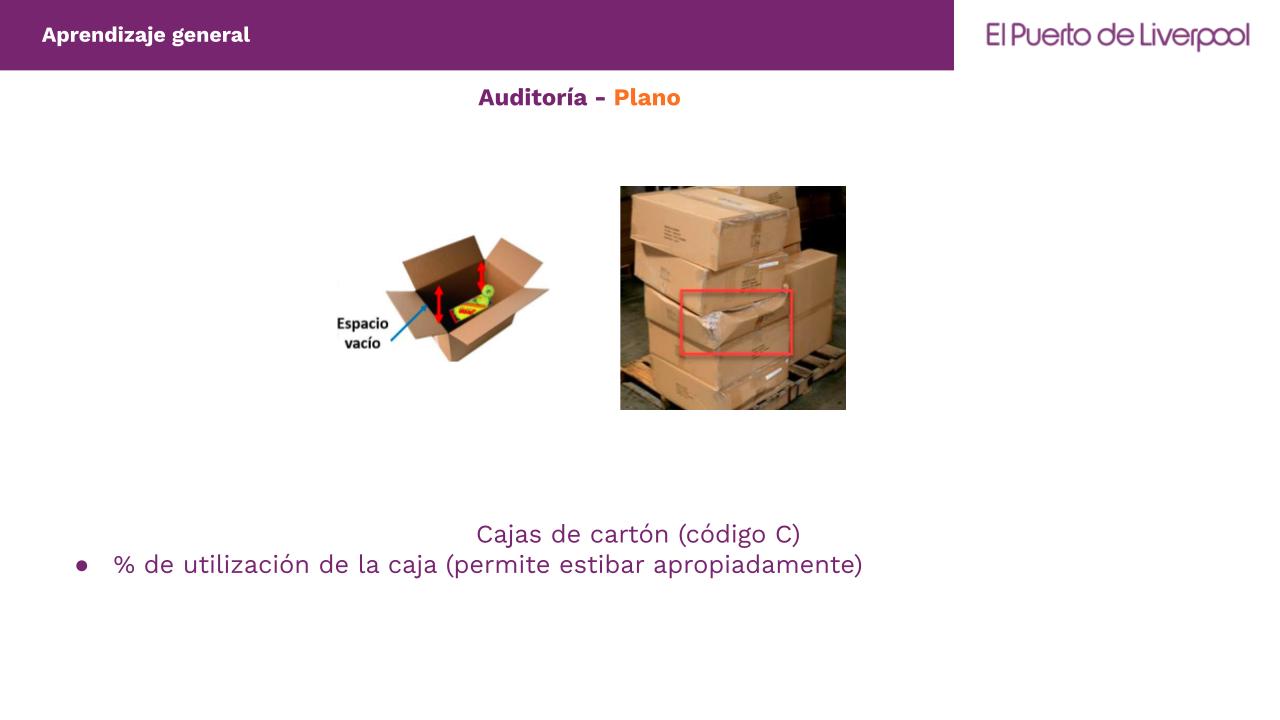 Aprendizaje general
El Puerto de Liverpool
Auditoría - Plano
Espacio
vacío
Cajas de cartón (código C)
● % de utilización de la caja (permite estibar apropiadamente)